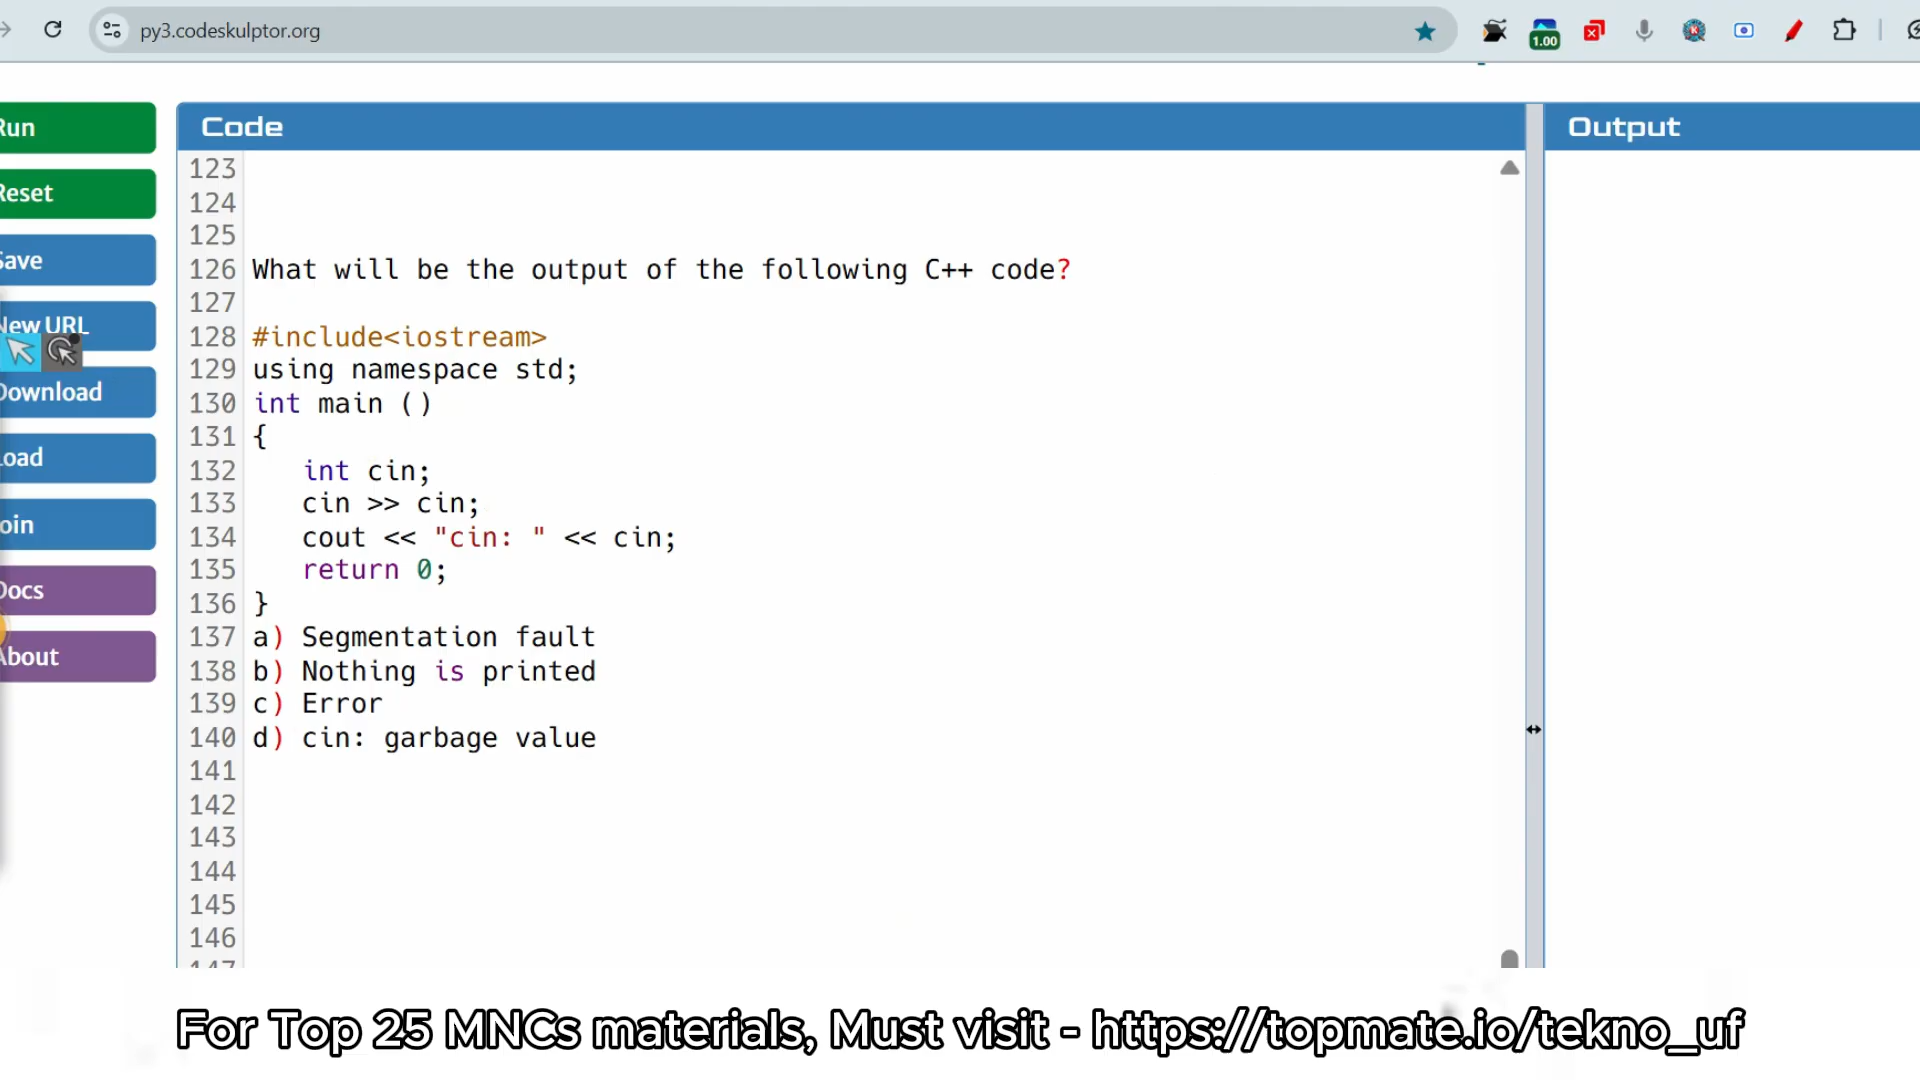 py3.codeskulptor.org
1.00
Run
Reset
Save
New URL
Download
Load
Join
Docs
About
Code
Output
123
124
125
126 What will be the output of the following C++ code?
127
128 #include<iostream>
129 using namespace std;
130 int main ()
131 {
132 int cin;
133 cin >> cin;
134 cout << "cin: " << cin;
135 return 0;
136 }
137 a) Segmentation fault
138 b) Nothing is printed
139 c) Error
140 d) cin: garbage value
141
142
143
144
145
146
147
For Top 25 MNCs materials, Must visit - https://topmate.io/tekno_uf